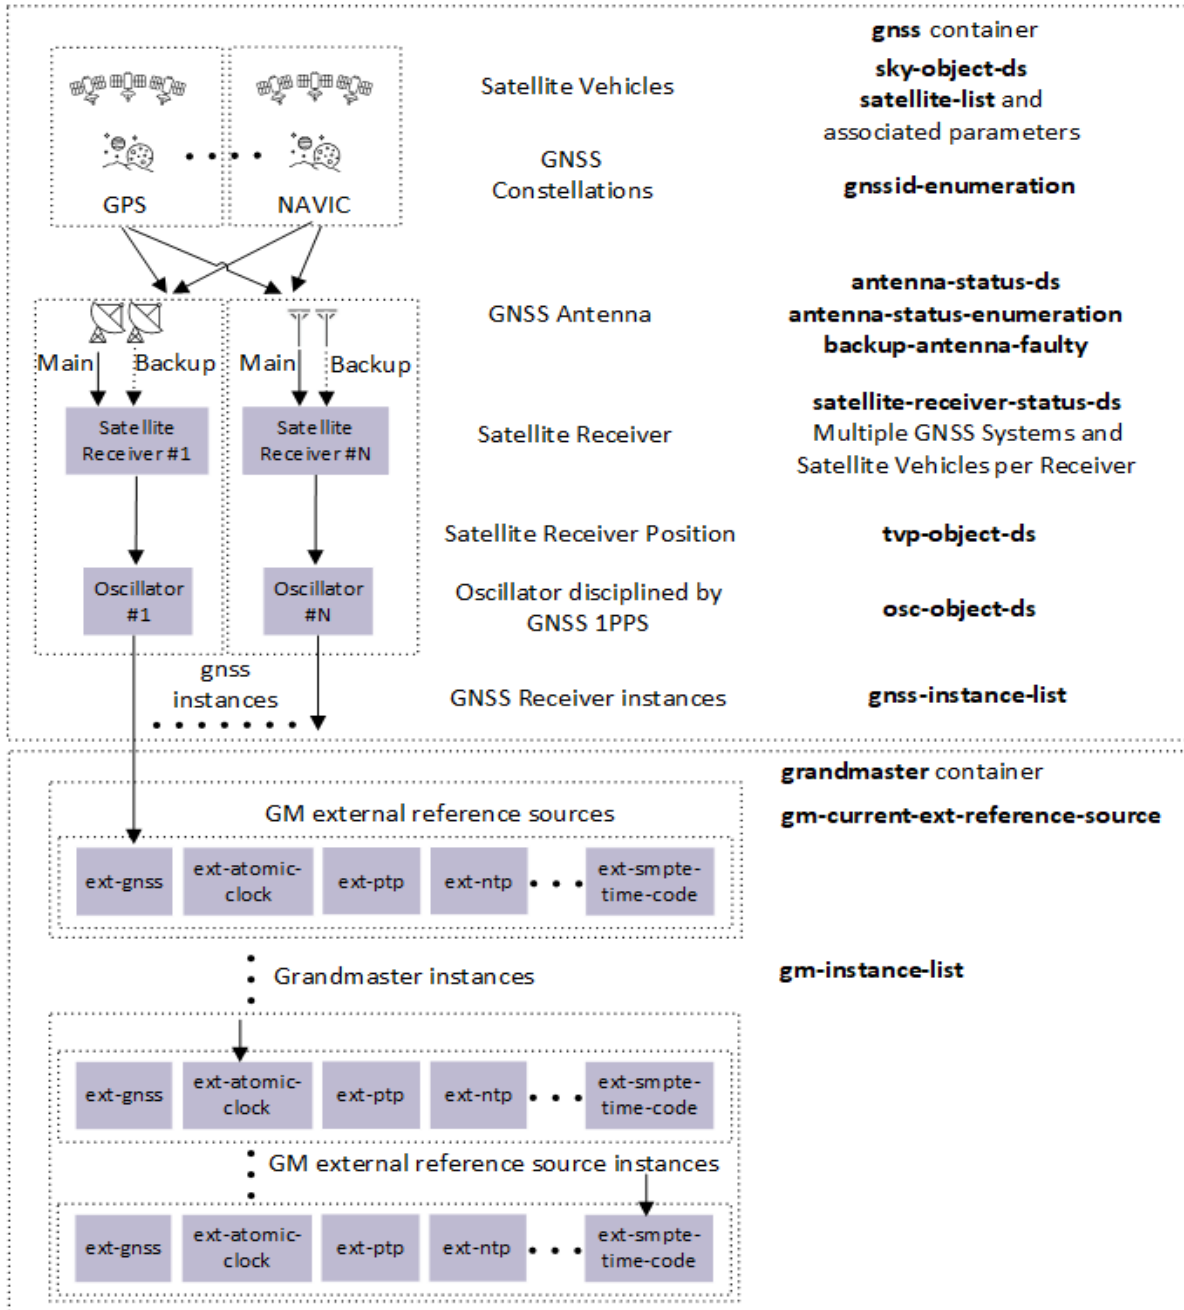 gnss container
Satellite Vehicles
sky-object-ds
satellite-list and
associated parameters
GNSS
Constellations
gnssid-enumeration
GPS
NAVIC
GNSS Antenna
antenna-status-ds
antenna-status-enumeration
backup-antenna-faulty
Main
Backup
Main
Backup
Satellite
Receiver #1
Satellite
Receiver #N
Satellite Receiver
satellite-receiver-status-ds
Multiple GNSS Systems and
Satellite Vehicles per Receiver
Satellite Receiver Position
tvp-object-ds
Oscillator
#1
Oscillator
#N
Oscillator disciplined by
GNSS 1PPS
osc-object-ds
gnss
instances
GNSS Receiver instances
gnss-instance-list
grandmaster container
GM external reference sources
gm-current-ext-reference-source
ext-gnss
ext-atomic-
clock
ext-ptp
ext-ntp
ext-smpte-
time-code
Grandmaster instances
gm-instance-list
ext-gnss
ext-atomic-
clock
ext-ptp
ext-ntp
ext-smpte-
time-code
GM external reference source instances
ext-gnss
ext-atomic-
clock
ext-ptp
ext-ntp
ext-smpte-
time-code